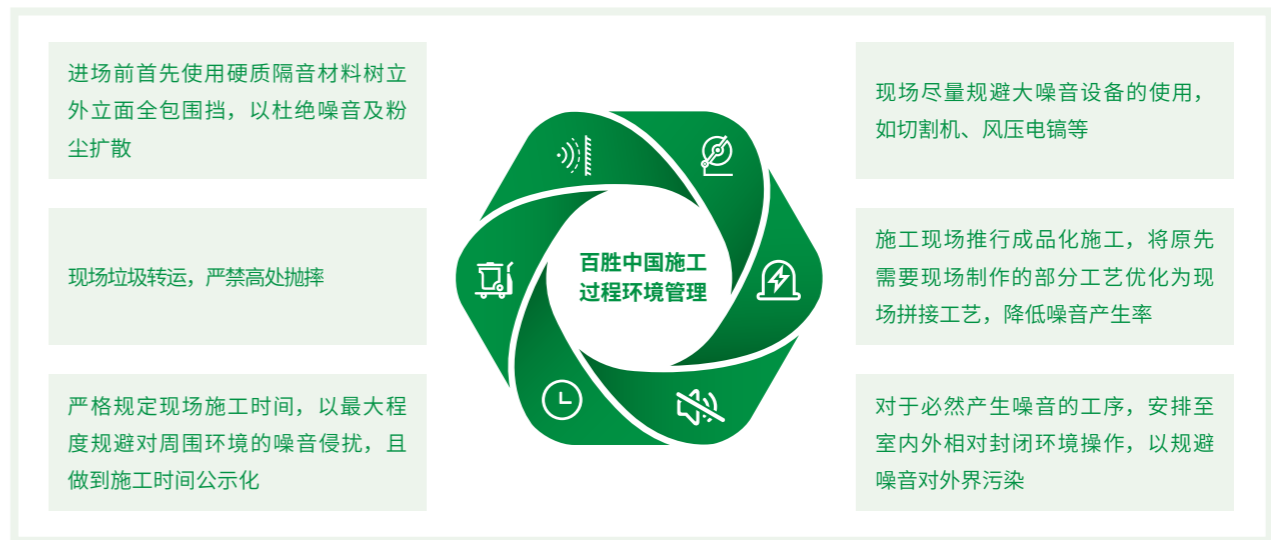 进场前首先使用硬质隔音材料树立
外立面全包围挡，以杜绝噪音及粉
尘扩散
现场垃圾转运，严禁高处抛摔
严格规定现场施工时间，以最大程
度规避对周围环境的噪音侵扰，且
做到施工时间公示化
百胜中国施工
过程环境管理
现场尽量规避大噪音设备的使用，
如切割机、风压电镐等
施工现场推行成品化施工，将原先
需要现场制作的部分工艺优化为现
场拼接工艺，降低噪音产生率
对于必然产生噪音的工序，安排至
室内外相对封闭环境操作，以规避
噪音对外界污染